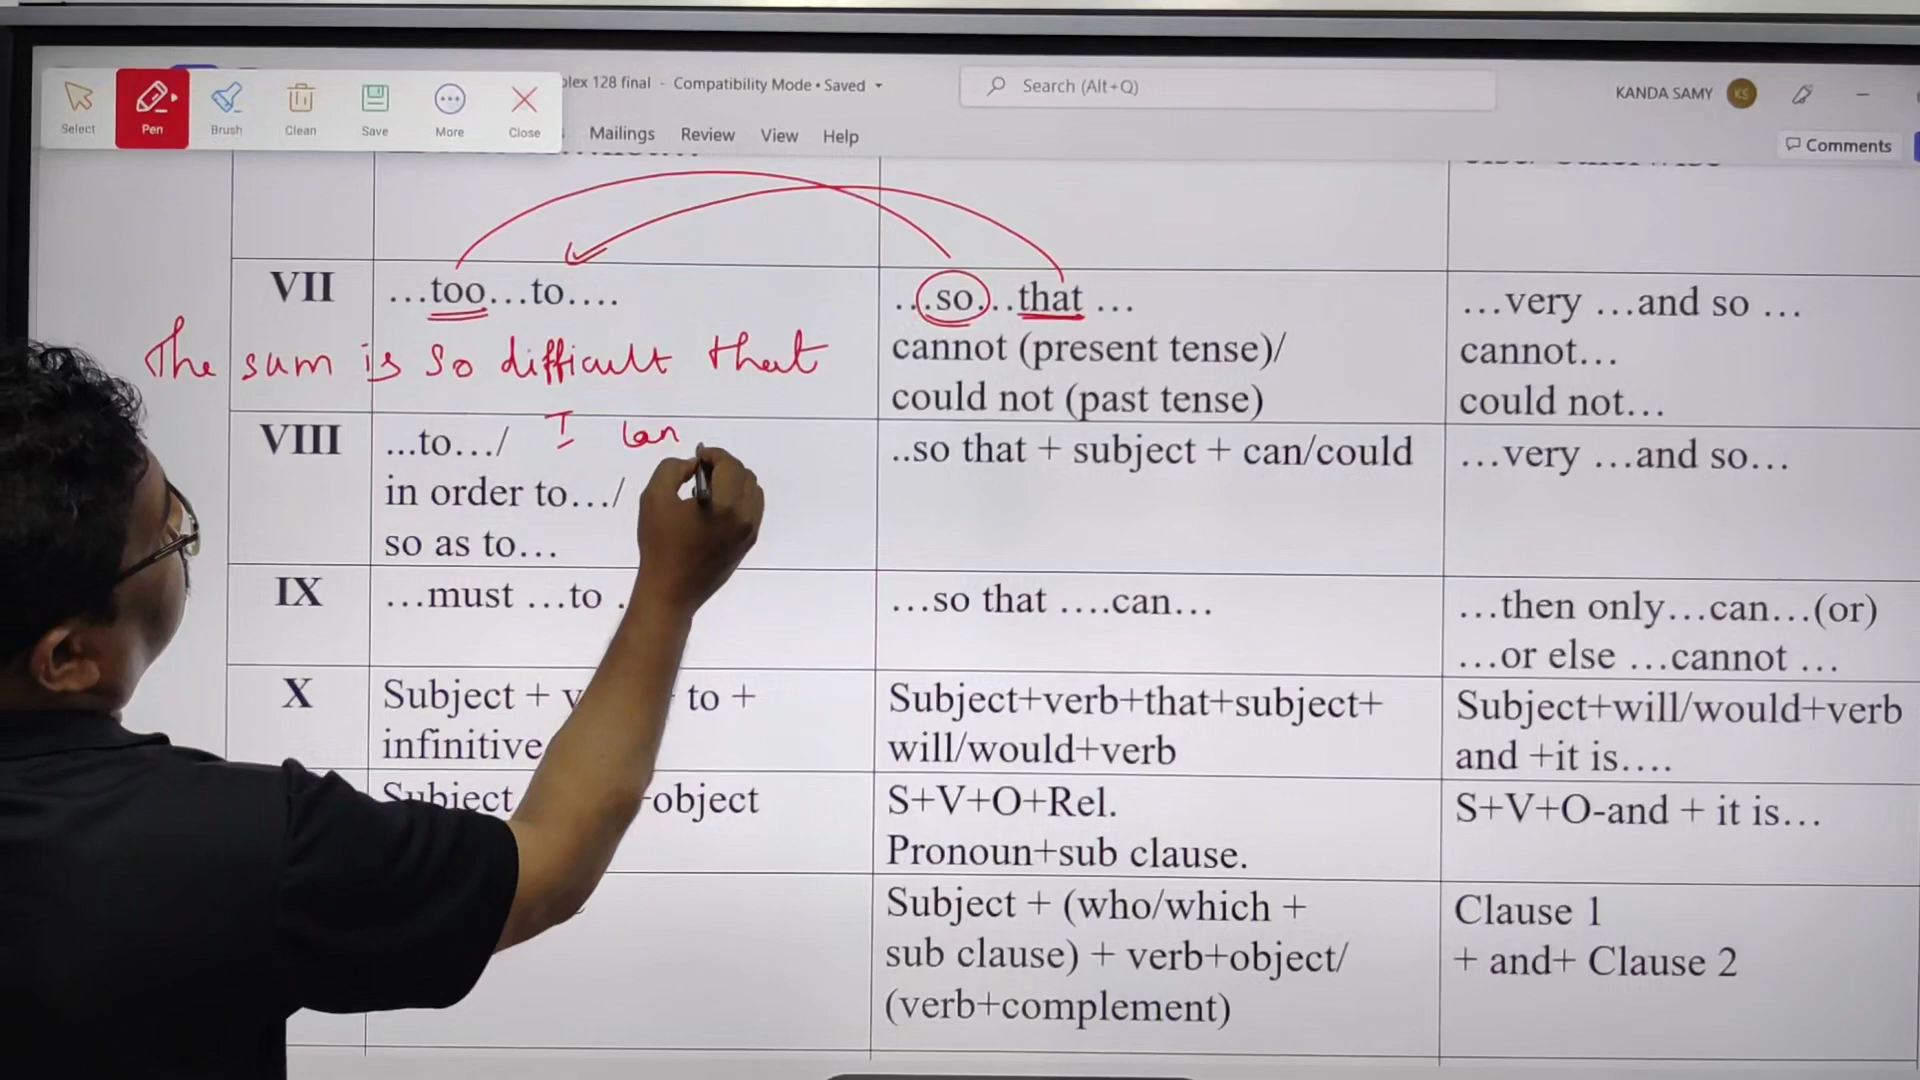 Select Pen Brush Clean Save More Close
plex 128 final - Compatibility Mode • Saved
Search (Alt+Q)
KANDA SAMY KS
Mailings Review View Help
Comments
VII
...too...to....
...so...that ...
cannot (present tense)/
could not (past tense)
...very ...and so ...
cannot...
could not...
The sum is so difficult that
I can
VIII
...to.../
in order to.../
so as to...
..so that + subject + can/could
...very ...and so...
IX
...must ...to
...so that ....can...
...then only...can...(or)
...or else ...cannot ...
X
Subject + to +
infinitive
Subject+verb+that+subject+
will/would+verb
Subject+will/would+verb
and +it is....
Subject object
S+V+O+Rel.
Pronoun+sub clause.
S+V+O-and + it is...
Subject + (who/which +
sub clause) + verb+object/
(verb+complement)
Clause 1
+ and+ Clause 2